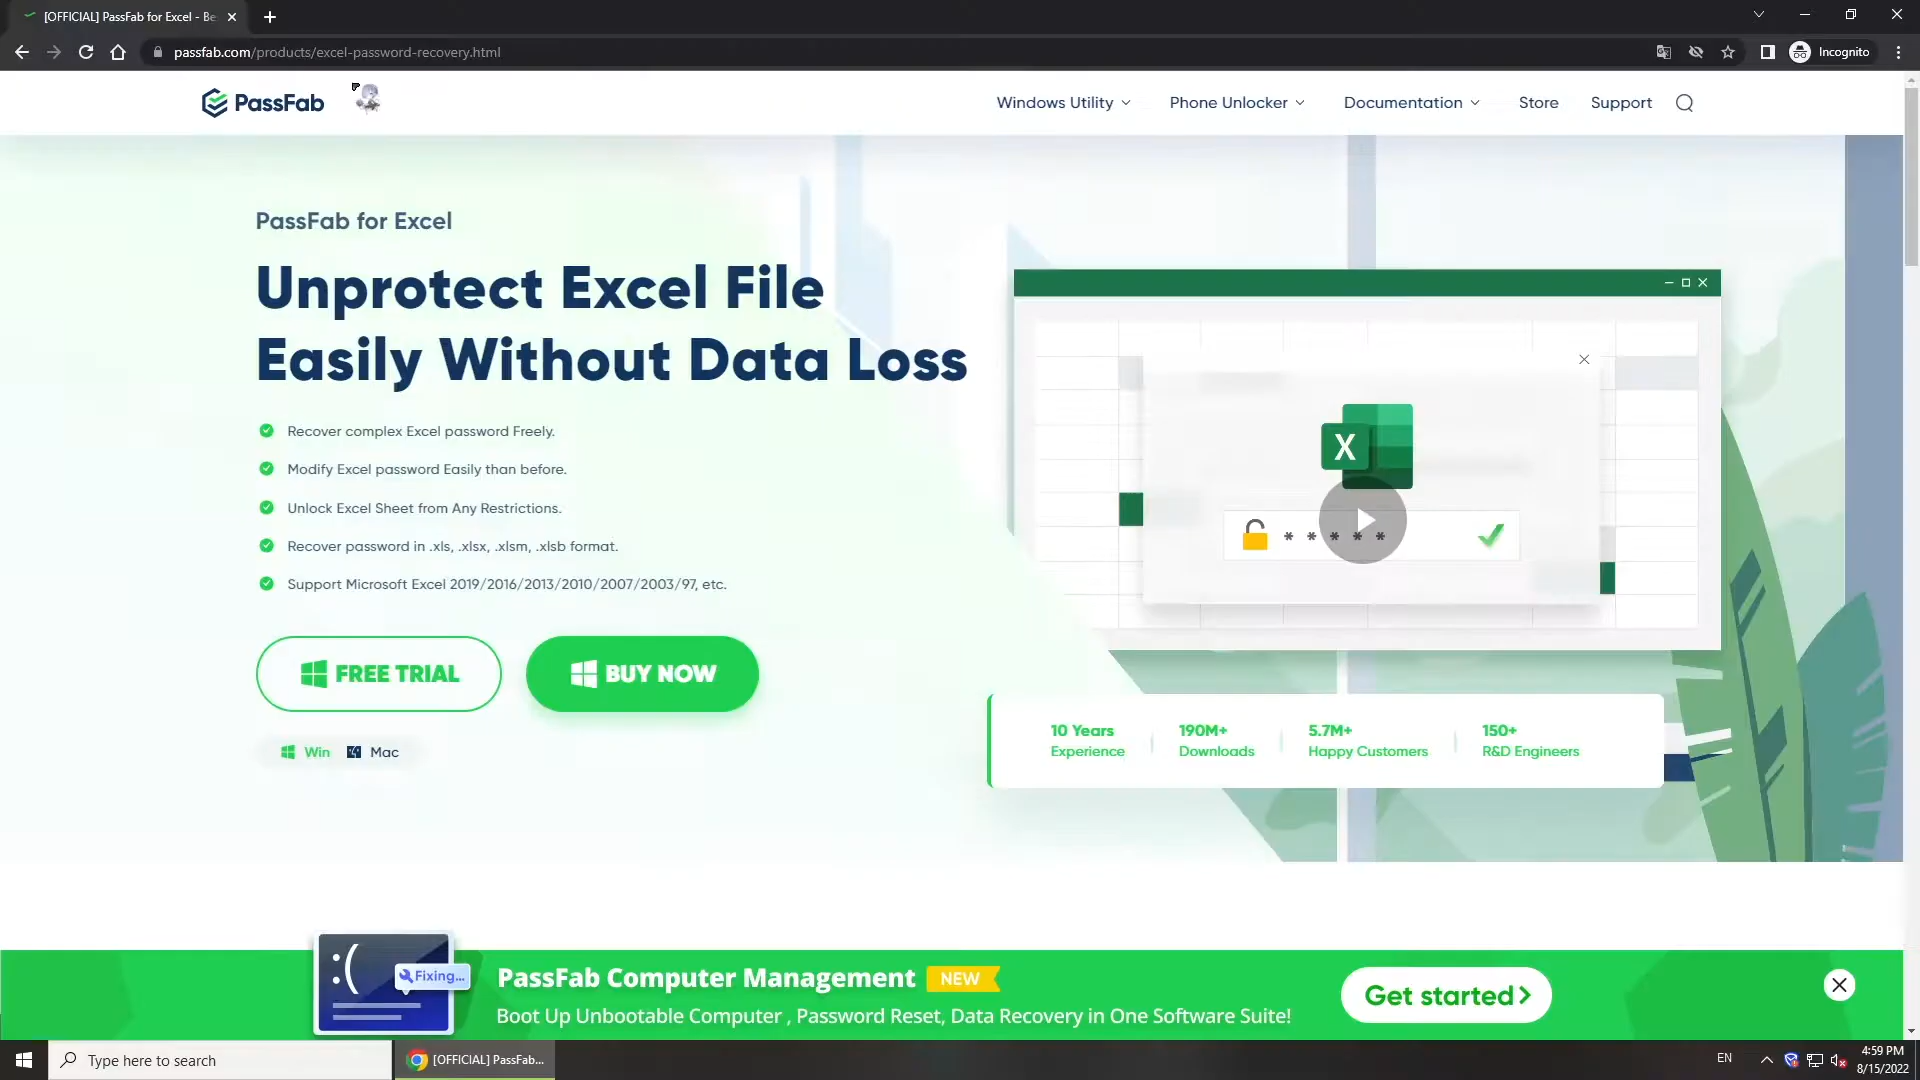 [OFFICIAL] PassFab for Excel - Be
passfab.com/products/excel-password-recovery.html
Incognito
PassFab
Windows Utility
Phone Unlocker
Documentation
Store
Support
PassFab for Excel
Unprotect Excel File
Easily Without Data Loss
Recover complex Excel password Freely.
Modify Excel password Easily than before.
Unlock Excel Sheet from Any Restrictions.
Recover password in .xls, .xlsx, .xlsm, .xlsb format.
Support Microsoft Excel 2019/2016/2013/2010/2007/2003/97, etc.
FREE TRIAL
BUY NOW
Win
Mac
X
* * * * *
10 Years
Experience
190M+
Downloads
5.7M+
Happy Customers
150+
R&D Engineers
:(
Fixing...
PassFab Computer Management NEW
Boot Up Unbootable Computer , Password Reset, Data Recovery in One Software Suite!
Get started
Type here to search
[OFFICIAL] PassFab...
EN
4:59 PM
8/15/2022